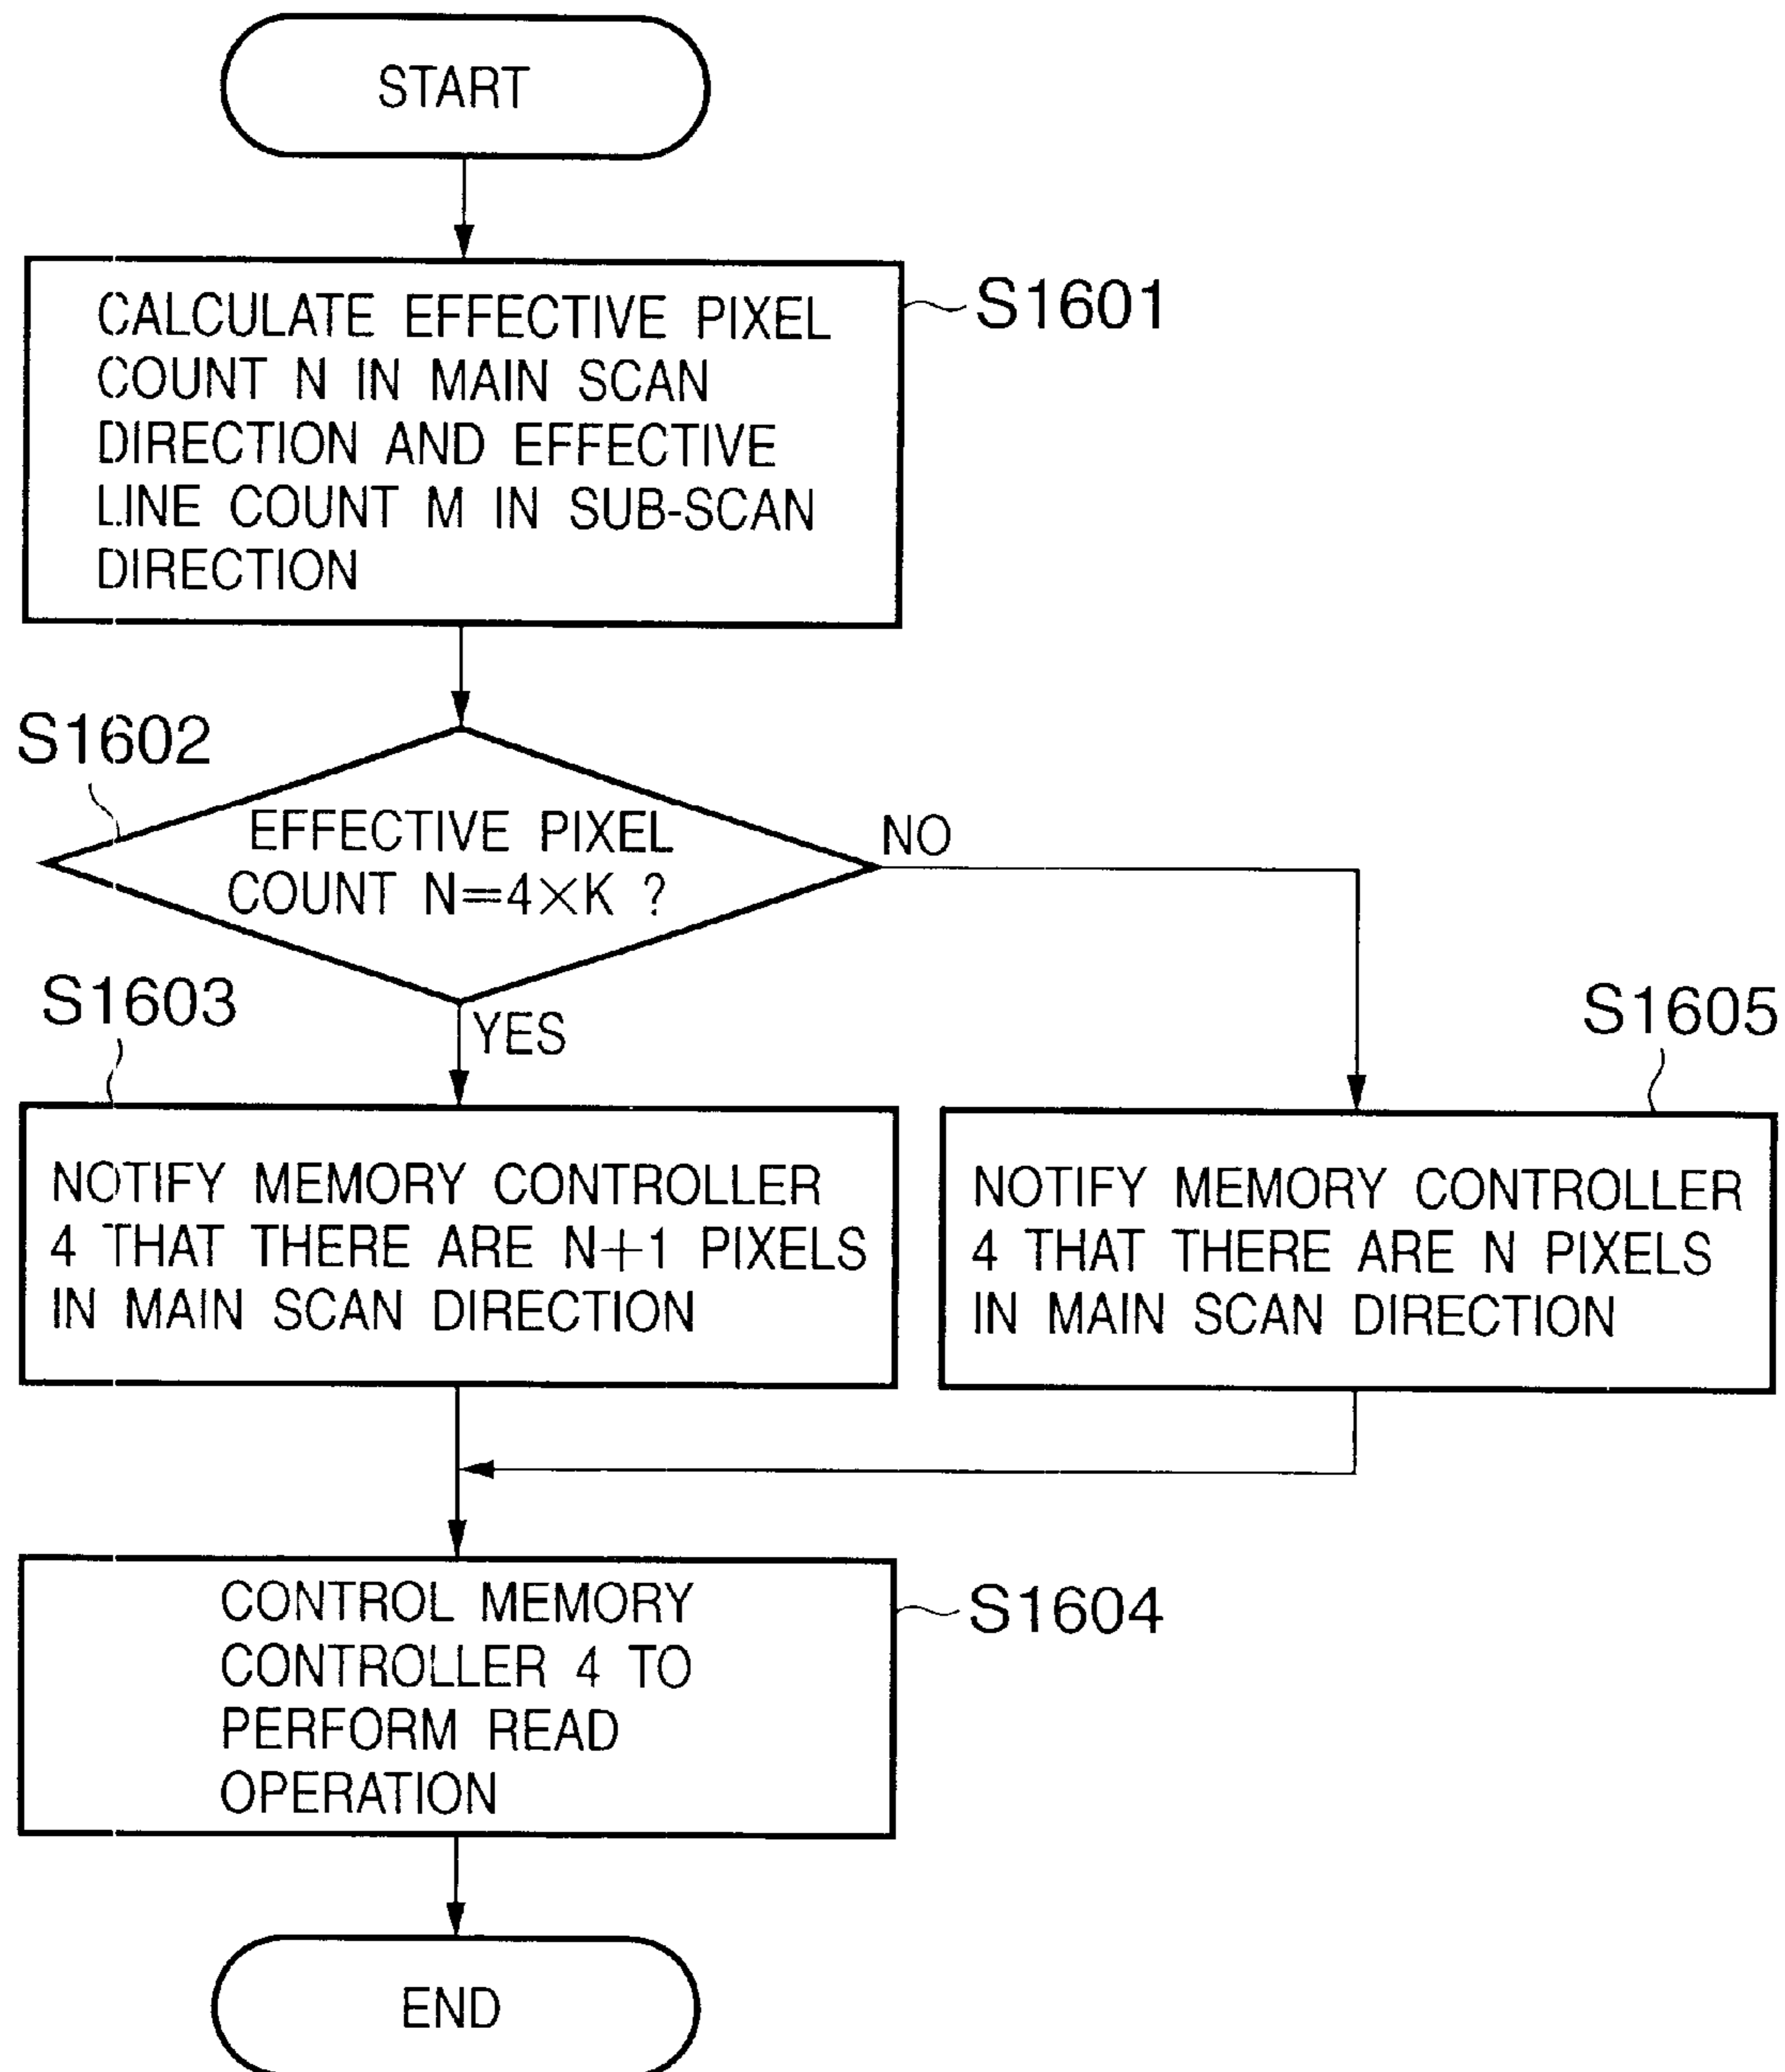 START
CALCULATE EFFECTIVE PIXEL
COUNT N IN MAIN SCAN
DIRECTION AND EFFECTIVE
LINE COUNT M IN SUB-SCAN
DIRECTION
S1601
S1602
EFFECTIVE PIXEL
COUNT N=4×K ?
NO
YES
S1603
NOTIFY MEMORY CONTROLLER
4 THAT THERE ARE N+1 PIXELS
IN MAIN SCAN DIRECTION
S1605
NOTIFY MEMORY CONTROLLER
4 THAT THERE ARE N PIXELS
IN MAIN SCAN DIRECTION
CONTROL MEMORY
CONTROLLER 4 TO
PERFORM READ
OPERATION
S1604
END